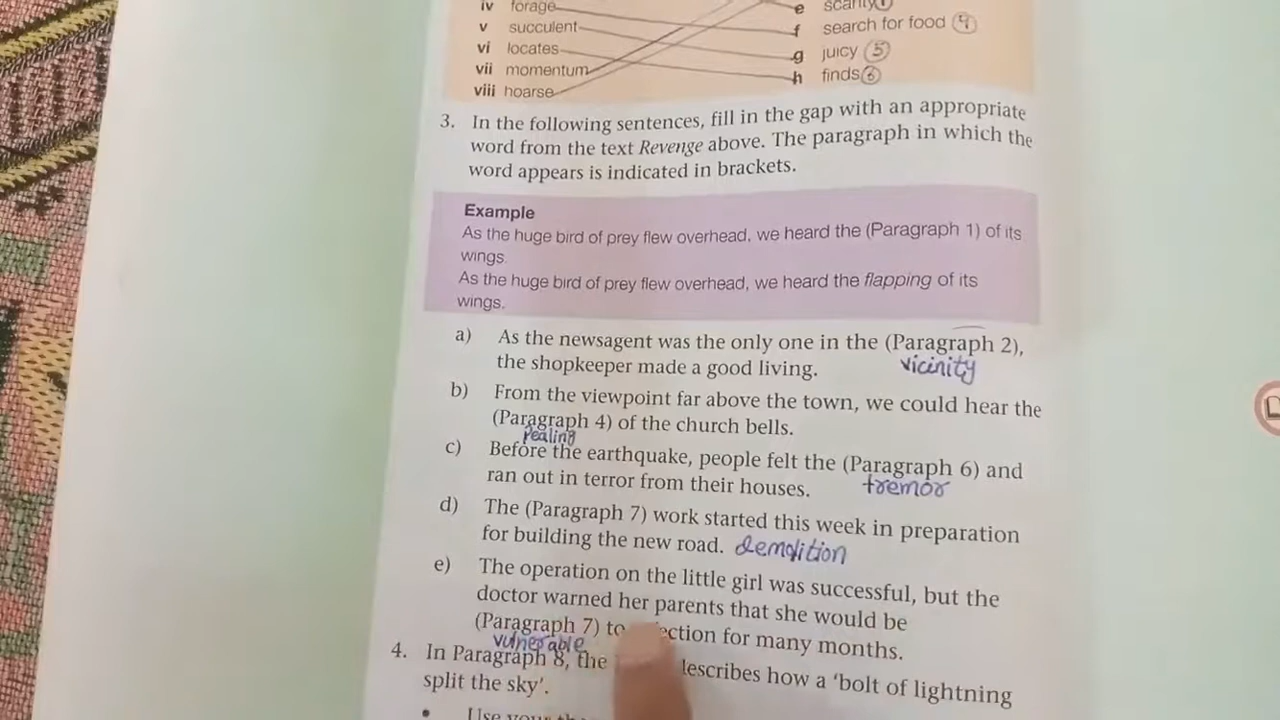 iv forage
e scanty 1
v succulent
f search for food 4
vi locates
g juicy 5
vii momentum
h finds 6
viii hoarse
3. In the following sentences, fill in the gap with an appropriate
word from the text Revenge above. The paragraph in which the
word appears is indicated in brackets.
Example
As the huge bird of prey flew overhead, we heard the (Paragraph 1) of its
wings.
As the huge bird of prey flew overhead, we heard the flapping of its
wings.
a) As the newsagent was the only one in the (Paragraph 2),
the shopkeeper made a good living.
vicinity
b) From the viewpoint far above the town, we could hear the
(Paragraph 4) of the church bells.
pealing
c) Before the earthquake, people felt the (Paragraph 6) and
ran out in terror from their houses.
tremor
d) The (Paragraph 7) work started this week in preparation
for building the new road. demolition
e) The operation on the little girl was successful, but the
doctor warned her parents that she would be
(Paragraph 7) to ection for many months.
vulnerable
4. In Paragraph 8, the describes how a 'bolt of lightning
split the sky'.
• Use your